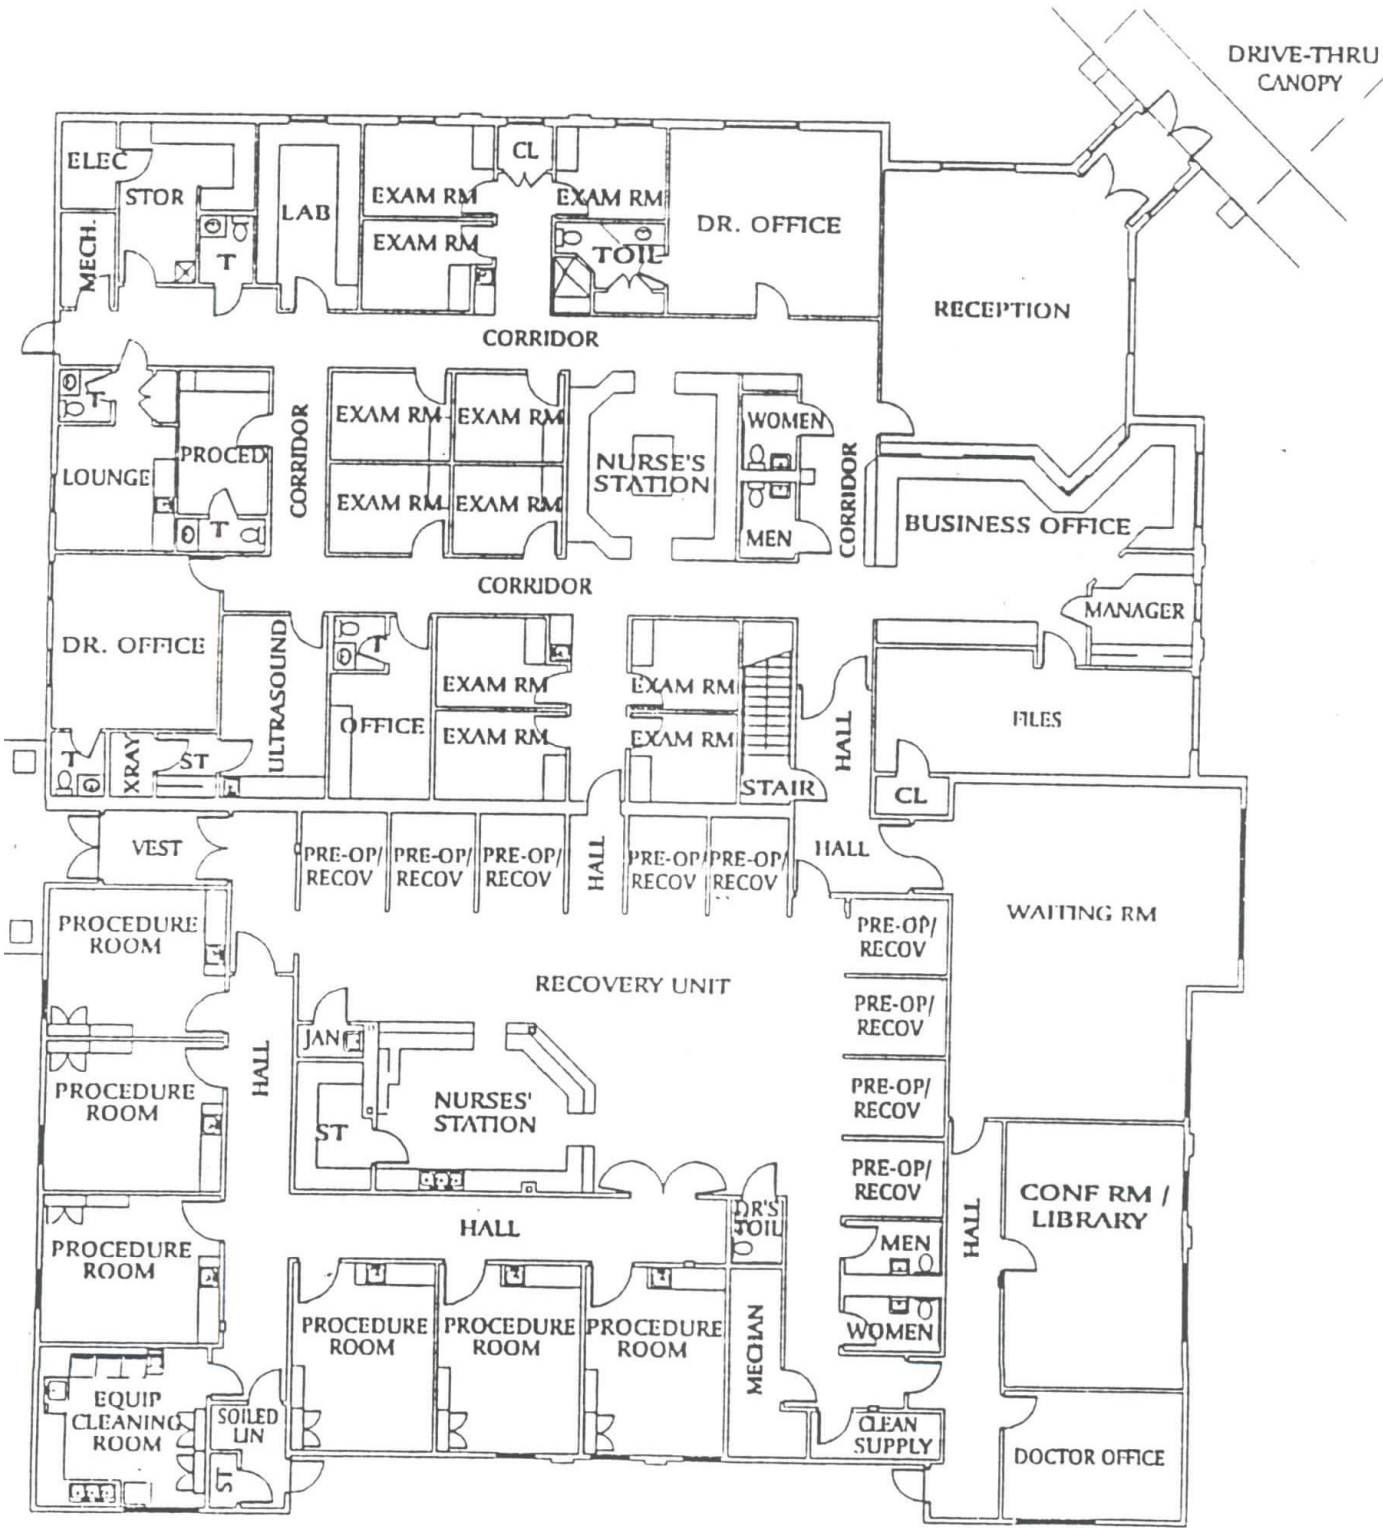 DRIVE-THRU
CANOPY
ELEC
STOR
MECH.
T
LAB
EXAM RM
EXAM RM
CL
EXAM RM
TOIL
DR. OFFICE
RECEPTION
CORRIDOR
T
LOUNGE
PROCED
T
CORRIDOR
EXAM RM
EXAM RM
EXAM RM
EXAM RM
NURSE'S
STATION
WOMEN
MEN
CORRIDOR
BUSINESS OFFICE
MANAGER
CORRIDOR
DR. OFFICE
T
XRAY
ST
ULTRASOUND
T
OFFICE
EXAM RM
EXAM RM
EXAM RM
EXAM RM
STAIR
HALL
FILES
CL
VEST
PRE-OP/
RECOV
PRE-OP/
RECOV
PRE-OP/
RECOV
HALL
PRE-OP/
RECOV
PRE-OP/
RECOV
HALL
WAITING RM
PROCEDURE
ROOM
RECOVERY UNIT
PRE-OP/
RECOV
PRE-OP/
RECOV
PRE-OP/
RECOV
PRE-OP/
RECOV
JAN
HALL
PROCEDURE
ROOM
NURSES'
STATION
ST
PROCEDURE
ROOM
HALL
DR'S
TOIL
MEN
WOMEN
HALL
CONF RM /
LIBRARY
PROCEDURE
ROOM
PROCEDURE
ROOM
PROCEDURE
ROOM
MECHAN
EQUIP
CLEANING
ROOM
SOILED
LIN
ST
CLEAN
SUPPLY
DOCTOR OFFICE